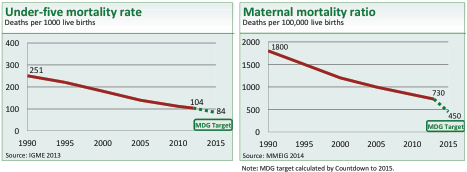 Under-five mortality rate
Deaths per 1000 live births
400
300
251
200
104
100
84
0
MDG Target
1990 1995 2000 2005 2010 2015
Source: IGME 2013
Maternal mortality ratio
Deaths per 100,000 live births
2000
1800
1500
1000
730
500
450
0
MDG Target
1990 1995 2000 2005 2010 2015
Source: MMEIG 2014
Note: MDG target calculated by Countdown to 2015.